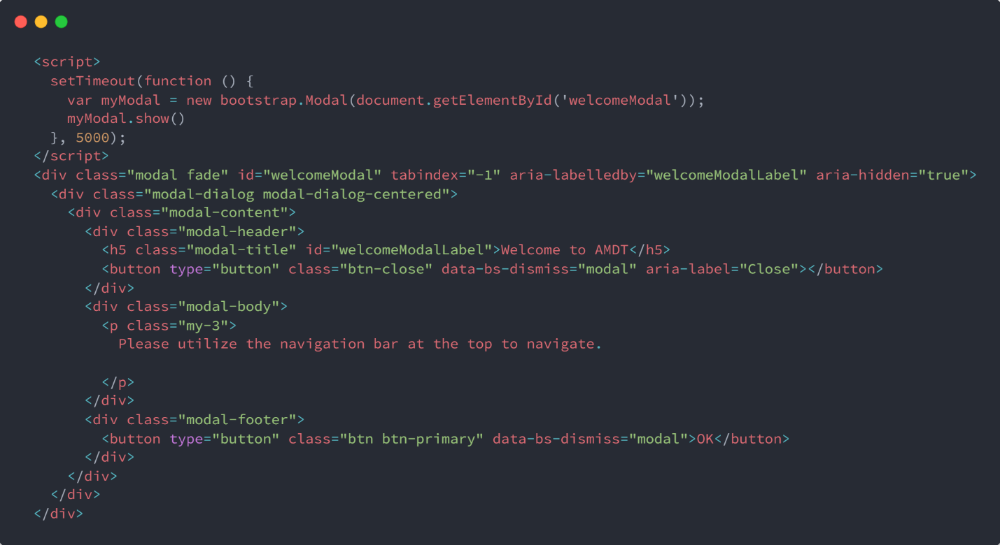 <script>
  setTimeout(function () {
    var myModal = new bootstrap.Modal(document.getElementById('welcomeModal'));
    myModal.show()
  }, 5000);
</script>
<div class="modal fade" id="welcomeModal" tabindex="-1" aria-labelledby="welcomeModalLabel" aria-hidden="true">
  <div class="modal-dialog modal-dialog-centered">
    <div class="modal-content">
      <div class="modal-header">
        <h5 class="modal-title" id="welcomeModalLabel">Welcome to AMDT</h5>
        <button type="button" class="btn-close" data-bs-dismiss="modal" aria-label="Close"></button>
      </div>
      <div class="modal-body">
        <p class="my-3">
          Please utilize the navigation bar at the top to navigate.

        </p>
      </div>
      <div class="modal-footer">
        <button type="button" class="btn btn-primary" data-bs-dismiss="modal">OK</button>
      </div>
    </div>
  </div>
</div>